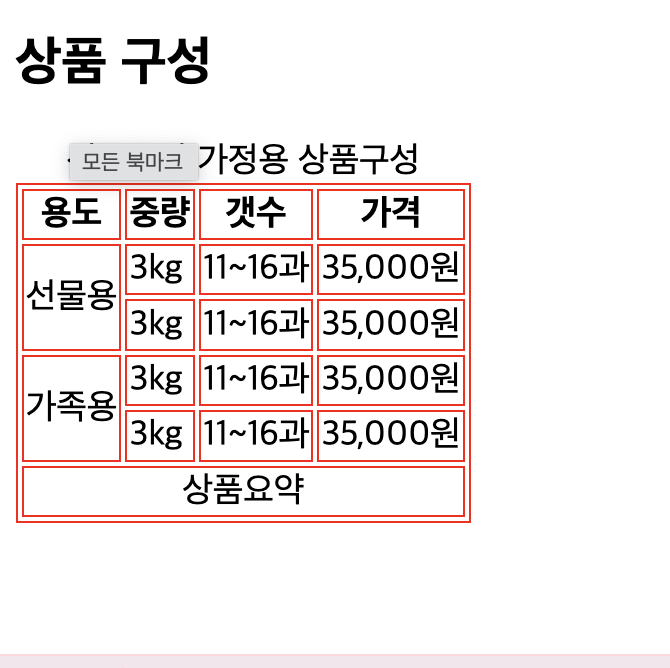 상품 구성
가정용 상품구성
모든 북마크
용도 중량 갯수 가격
선물용 3kg 11~16과 35,000원
3kg 11~16과 35,000원
가족용 3kg 11~16과 35,000원
3kg 11~16과 35,000원
상품요약